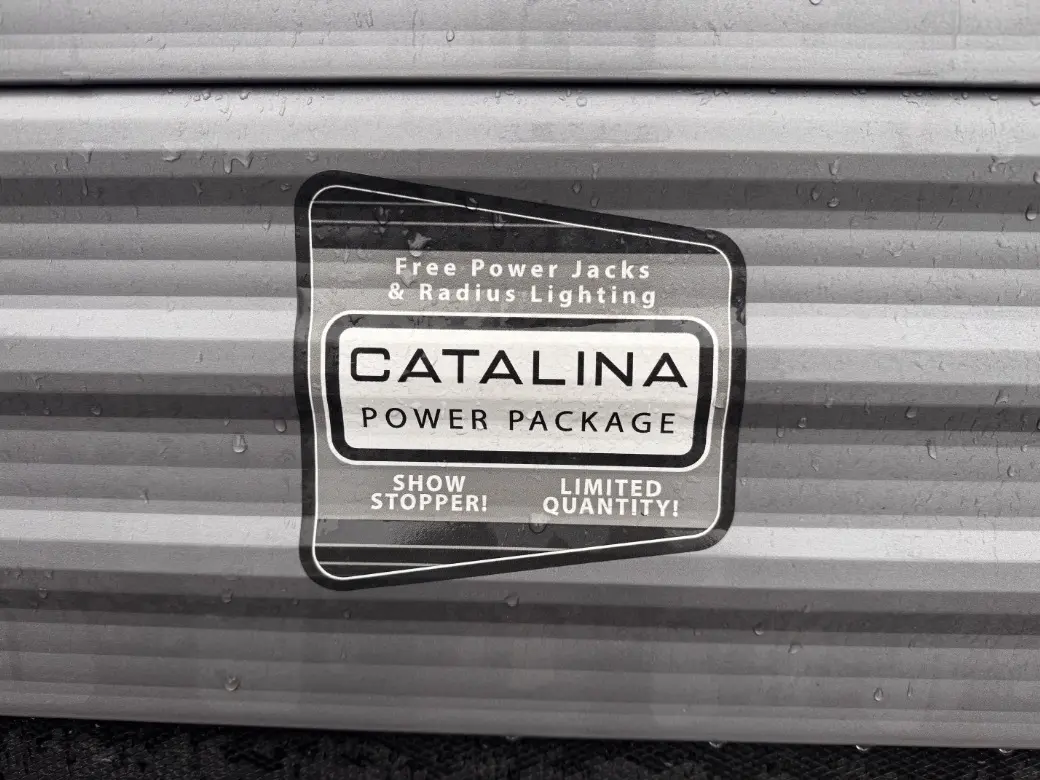 Free Power Jacks
& Radius Lighting
CATALINA
POWER PACKAGE
SHOW
STOPPER!
LIMITED
QUANTITY!